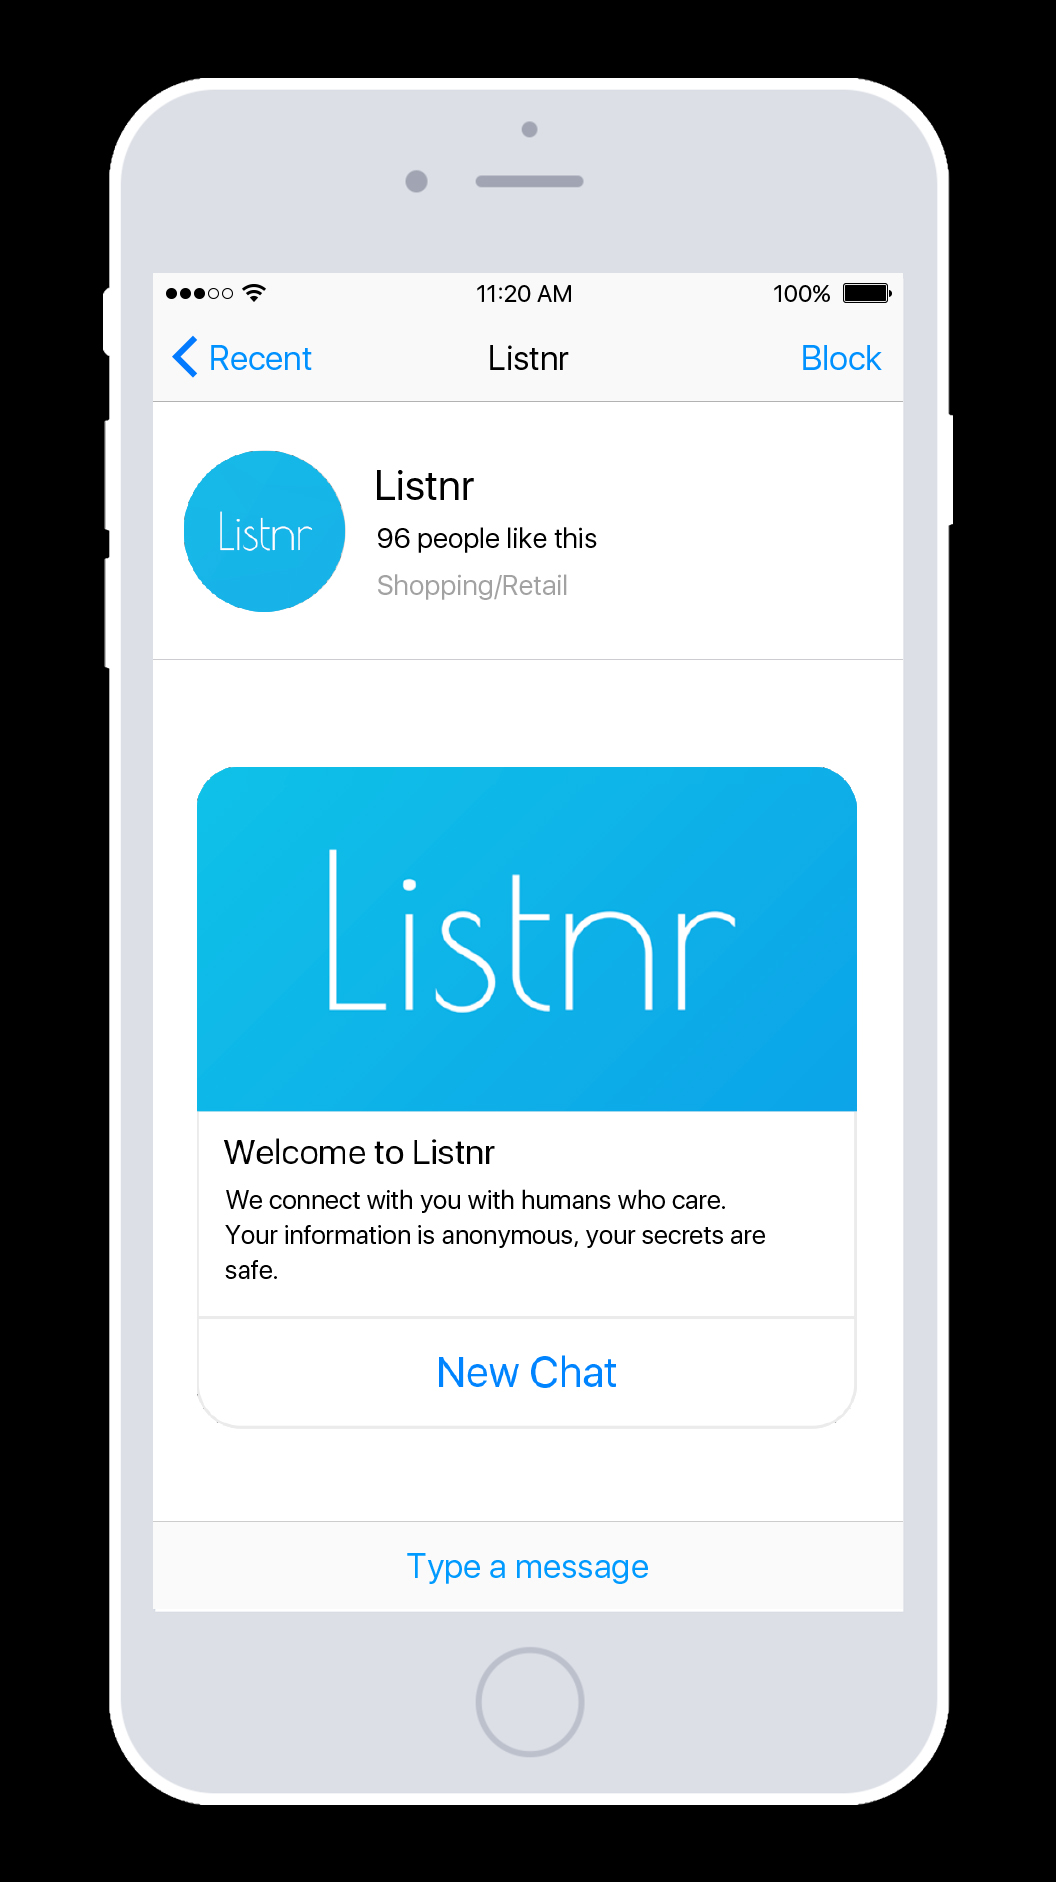 11:20 AM 100%
Recent Listnr Block
Listnr
Listnr
96 people like this
Shopping/Retail
Listnr
Welcome to Listnr
We connect with you with humans who care.
Your information is anonymous, your secrets are
safe.
New Chat
Type a message